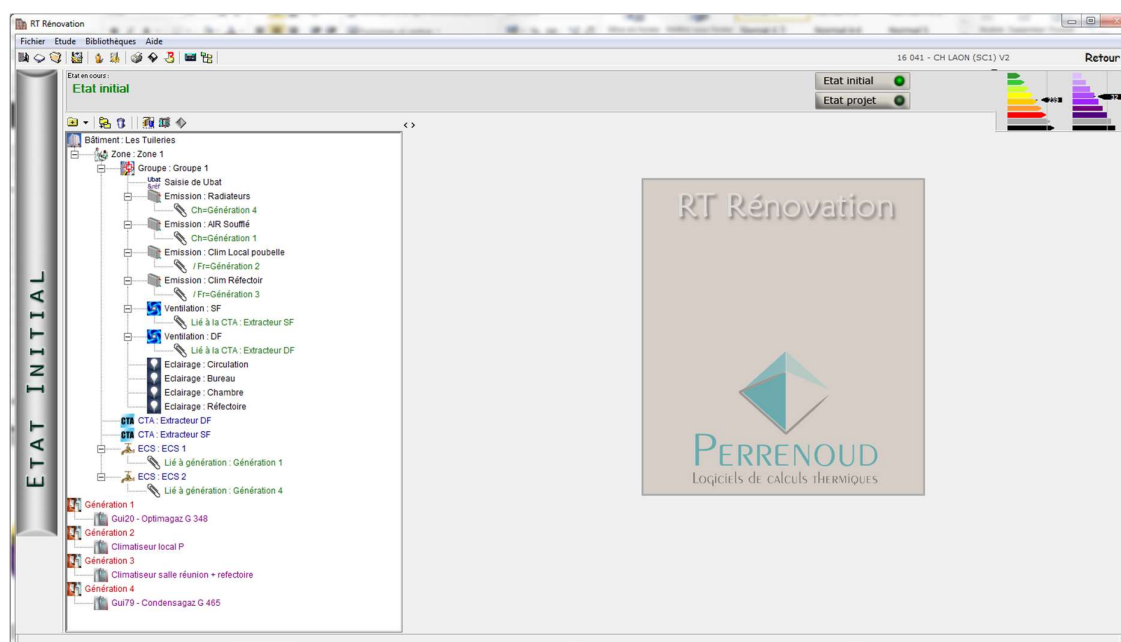 RT Rénovation
Fichier Etude Bibliothèques Aide
16 041 - CH LAON (SC1) V2
Retour
Etat en cours :
Etat initial
Etat initial
Etat projet
ETAT INITIAL
< >
Bâtiment : Les Tuileries
Zone : Zone 1
Groupe : Groupe 1
Ubat &réf Saisie de Ubat
Emission : Radiateurs
Ch=Génération 4
Emission : AIR Soufflé
Ch=Génération 1
Emission : Clim Local poubelle
/ Fr=Génération 2
Emission : Clim Réfectoir
/ Fr=Génération 3
Ventilation : SF
Lié à la CTA : Extracteur SF
Ventilation : DF
Lié à la CTA : Extracteur DF
Eclairage : Circulation
Eclairage : Bureau
Eclairage : Chambre
Eclairage : Réfectoire
CTA CTA : Extracteur DF
CTA CTA : Extracteur SF
ECS : ECS 1
Lié à génération : Génération 1
ECS : ECS 2
Lié à génération : Génération 4
Génération 1
Gui20 - Optimagaz G 348
Génération 2
Climatiseur local P
Génération 3
Climatiseur salle réunion + refectoire
Génération 4
Gui79 - Condensagaz G 465
RT Rénovation
PERRENOUD
Logiciels de calculs thermiques